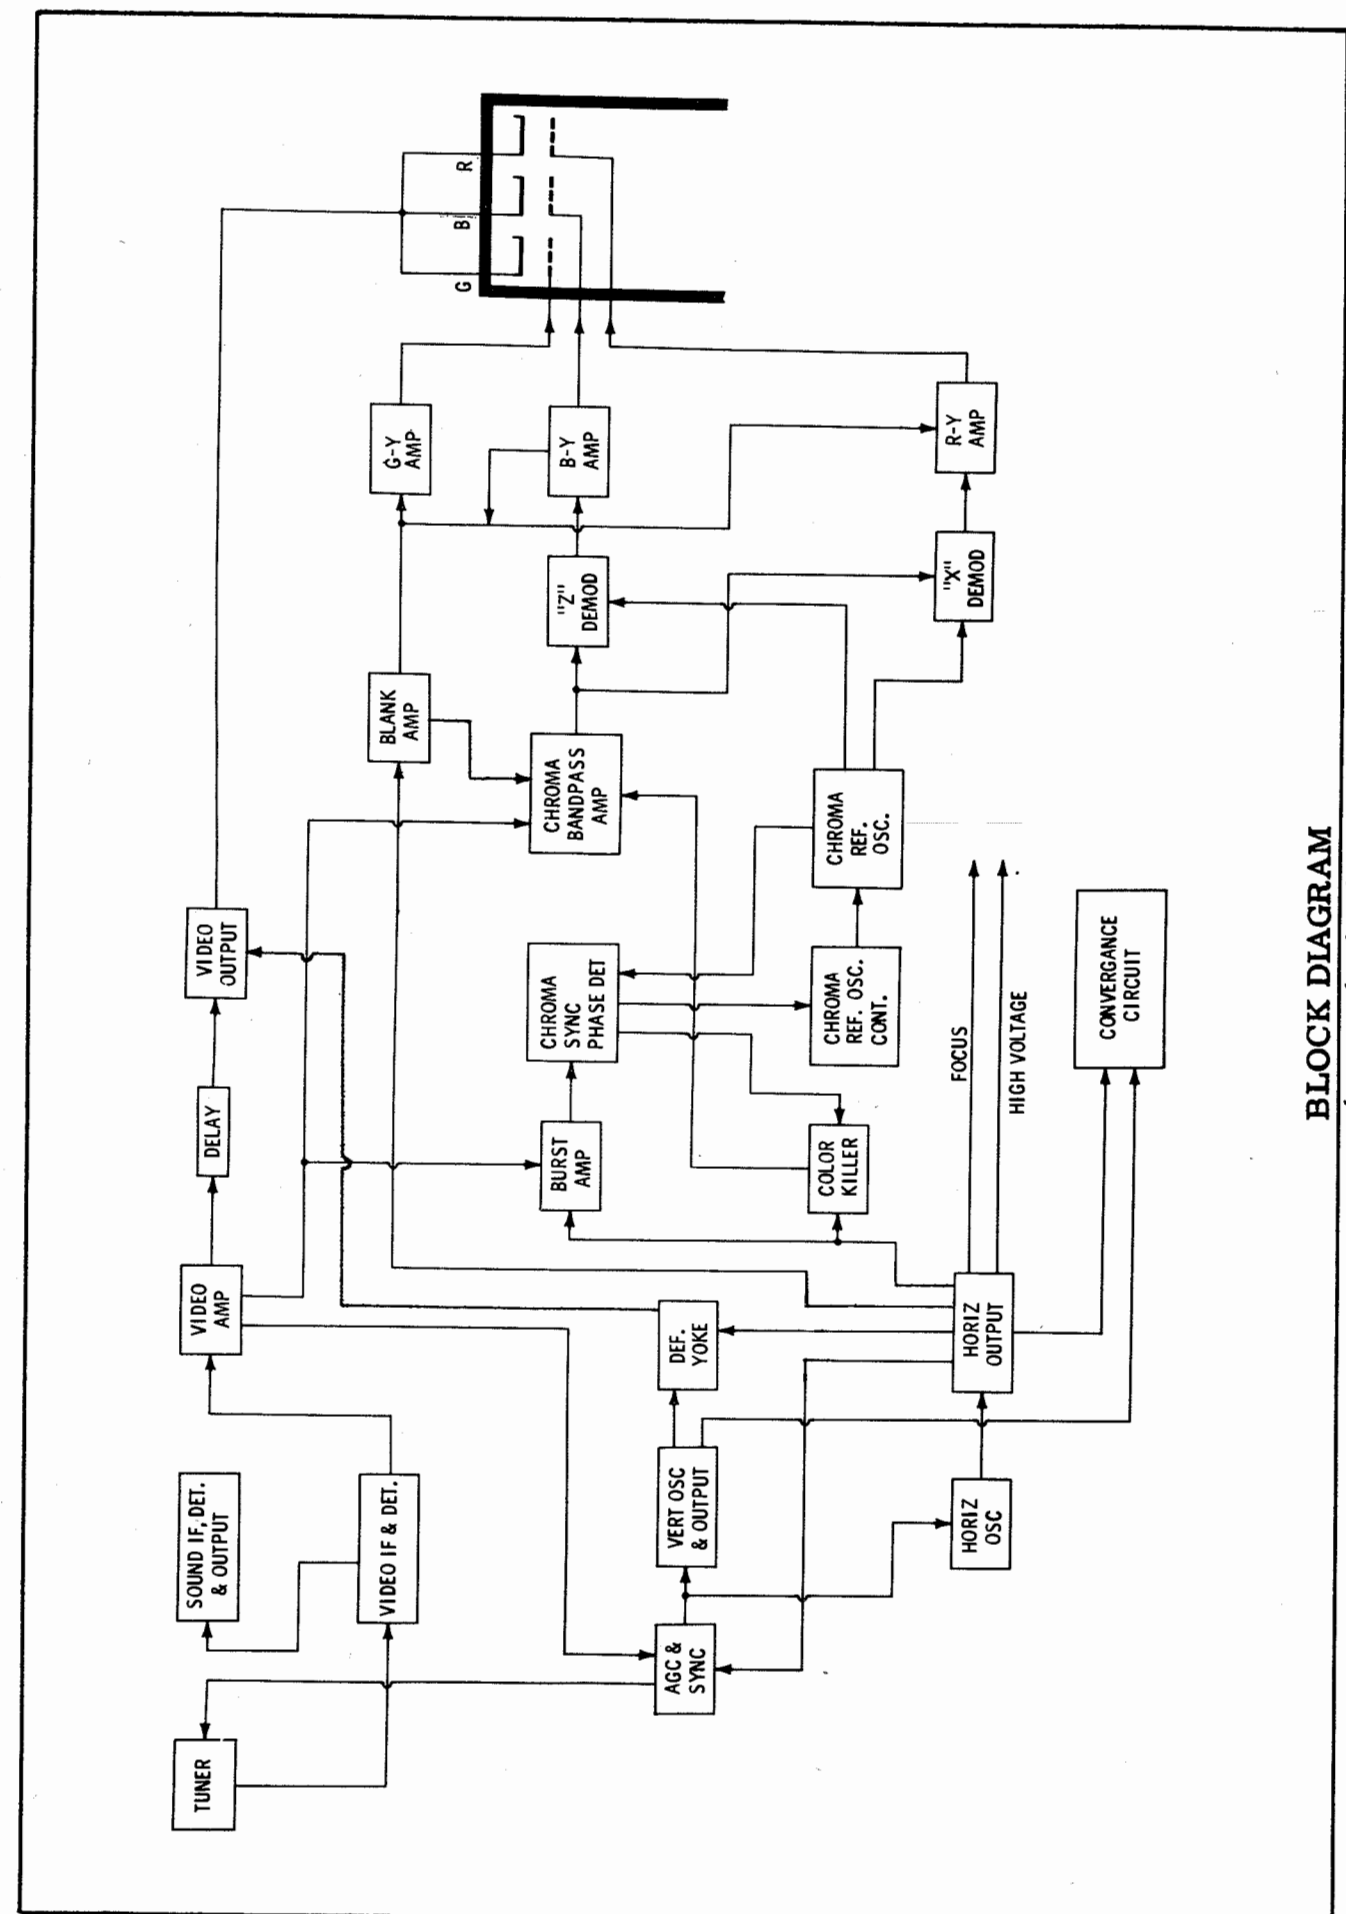 TUNER
SOUND IF, DET.
& OUTPUT
VIDEO IF & DET.
VIDEO
AMP
DELAY
VIDEO
OUTPUT
AGC &
SYNC
VERT OSC
& OUTPUT
DEF.
YOKE
HORIZ
OSC
HORIZ
OUTPUT
BURST
AMP
CHROMA
SYNC
PHASE DET
COLOR
KILLER
CHROMA
REF. OSC.
CONT.
CHROMA
REF.
OSC.
BLANK
AMP
CHROMA
BANDPASS
AMP
"Z"
DEMOD
"X"
DEMOD
G-Y
AMP
B-Y
AMP
R-Y
AMP
G
B
R
FOCUS
HIGH VOLTAGE
CONVERGANCE
CIRCUIT
BLOCK DIAGRAM